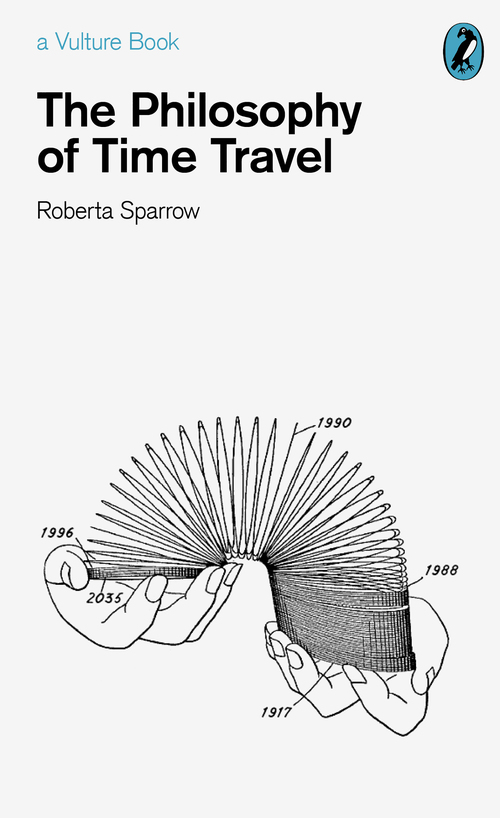 a Vulture Book
The Philosophy
of Time Travel
Roberta Sparrow
1990
1996
2035
1988
1917